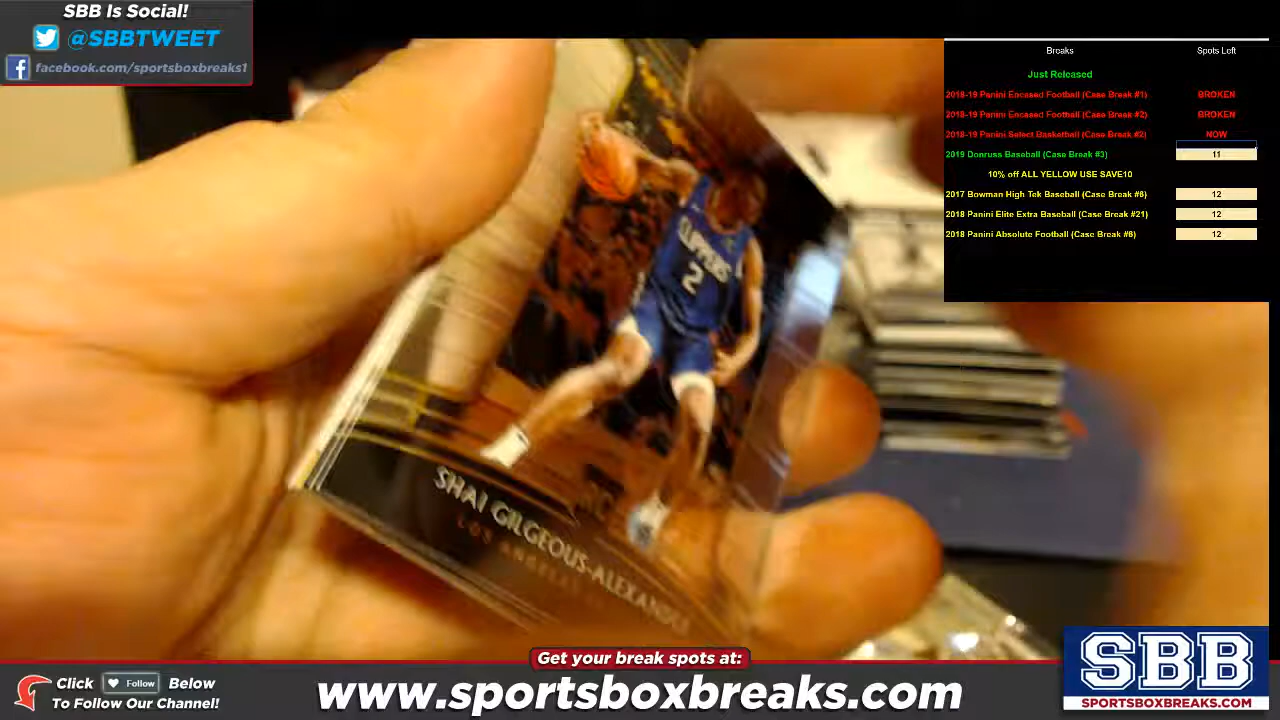 SBB Is Social!
@SBBTWEET
facebook.com/sportsboxbreaks1
Breaks Spots Left
Just Released
2018-19 Panini Encased Football (Case Break #1) BROKEN
2018-19 Panini Encased Football (Case Break #2) BROKEN
2018-19 Panini Select Basketball (Case Break #2) NOW
2019 Donruss Baseball (Case Break #3) 11
10% off ALL YELLOW USE SAVE10
2017 Bowman High Tek Baseball (Case Break #6) 12
2018 Panini Elite Extra Baseball (Case Break #21) 12
2018 Panini Absolute Football (Case Break #6) 12
CLIPPERS
2
SHAI GILGEOUS-ALEXANDER
LOS ANGELES
Get your break spots at:
Click Follow Below
To Follow Our Channel!
www.sportsboxbreaks.com
SBB
SPORTSBOXBREAKS.COM